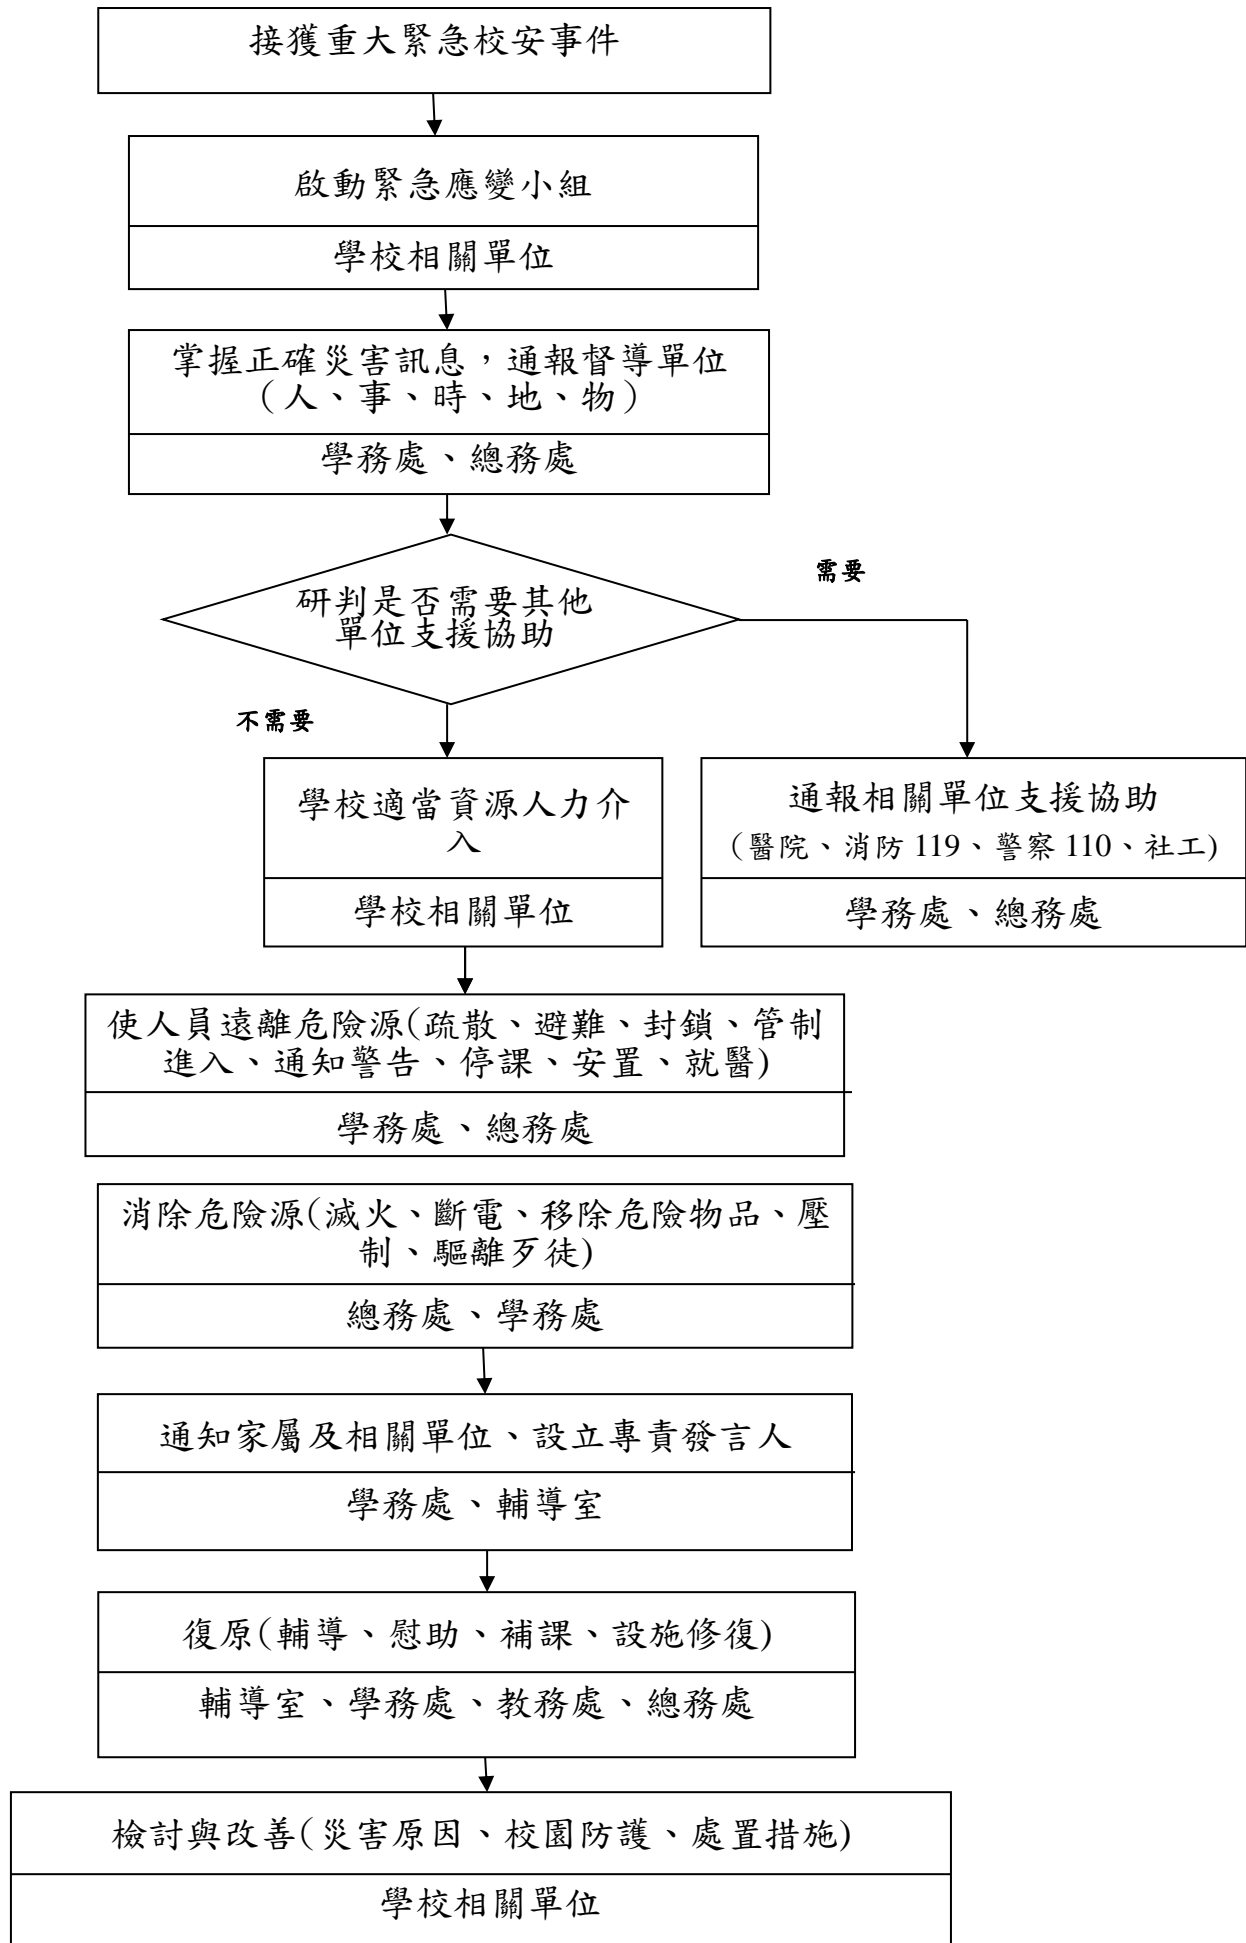 接獲重大緊急校安事件
啟動緊急應變小組
學校相關單位
掌握正確災害訊息，通報督導單位
（人、事、時、地、物）
學務處、總務處
研判是否需要其他
單位支援協助
需要
不需要
學校適當資源人力介
入
學校相關單位
通報相關單位支援協助
（醫院、消防 119、警察 110、社工)
學務處、總務處
使人員遠離危險源(疏散、避難、封鎖、管制
進入、通知警告、停課、安置、就醫)
學務處、總務處
消除危險源(滅火、斷電、移除危險物品、壓
制、驅離歹徒)
總務處、學務處
通知家屬及相關單位、設立專責發言人
學務處、輔導室
復原(輔導、慰助、補課、設施修復)
輔導室、學務處、教務處、總務處
檢討與改善(災害原因、校園防護、處置措施)
學校相關單位